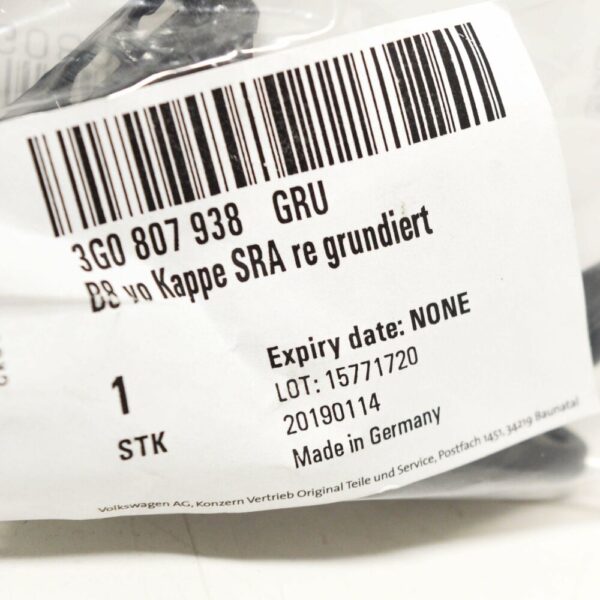 3G0 807 938 GRU
B8 vo Kappe SRA re grundiert
Expiry date: NONE
LOT: 15771720
20190114
Made in Germany
1
STK
Volkswagen AG, Konzern Vertrieb Original Teile und Service, Postfach 1451, 34219 Baunatal